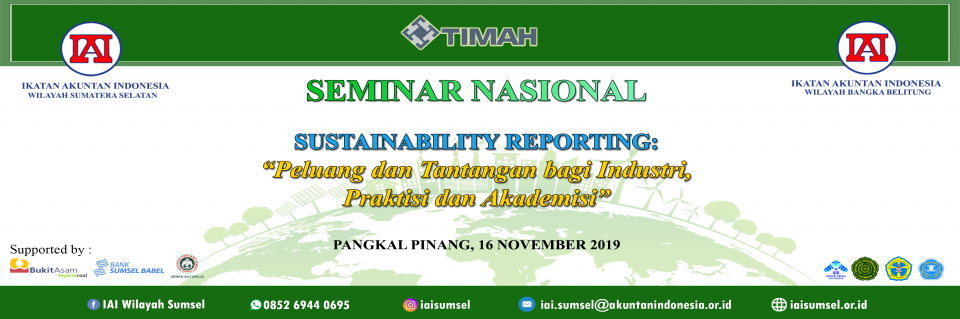 TIMAH
IAI
IKATAN AKUNTAN INDONESIA
WILAYAH SUMATERA SELATAN
IAI
IKATAN AKUNTAN INDONESIA
WILAYAH BANGKA BELITUNG
SEMINAR NASIONAL
SUSTAINABILITY REPORTING:
“Peluang dan Tantangan bagi Industri,
Praktisi dan Akademisi”
PANGKAL PINANG, 16 NOVEMBER 2019
Supported by :
BukitAsam
beyond coal
BANK
SUMSEL BABEL
IAI Wilayah Sumsel
0852 6944 0695
iaisumsel
iai.sumsel@akuntanindonesia.or.id
iaisumsel.or.id